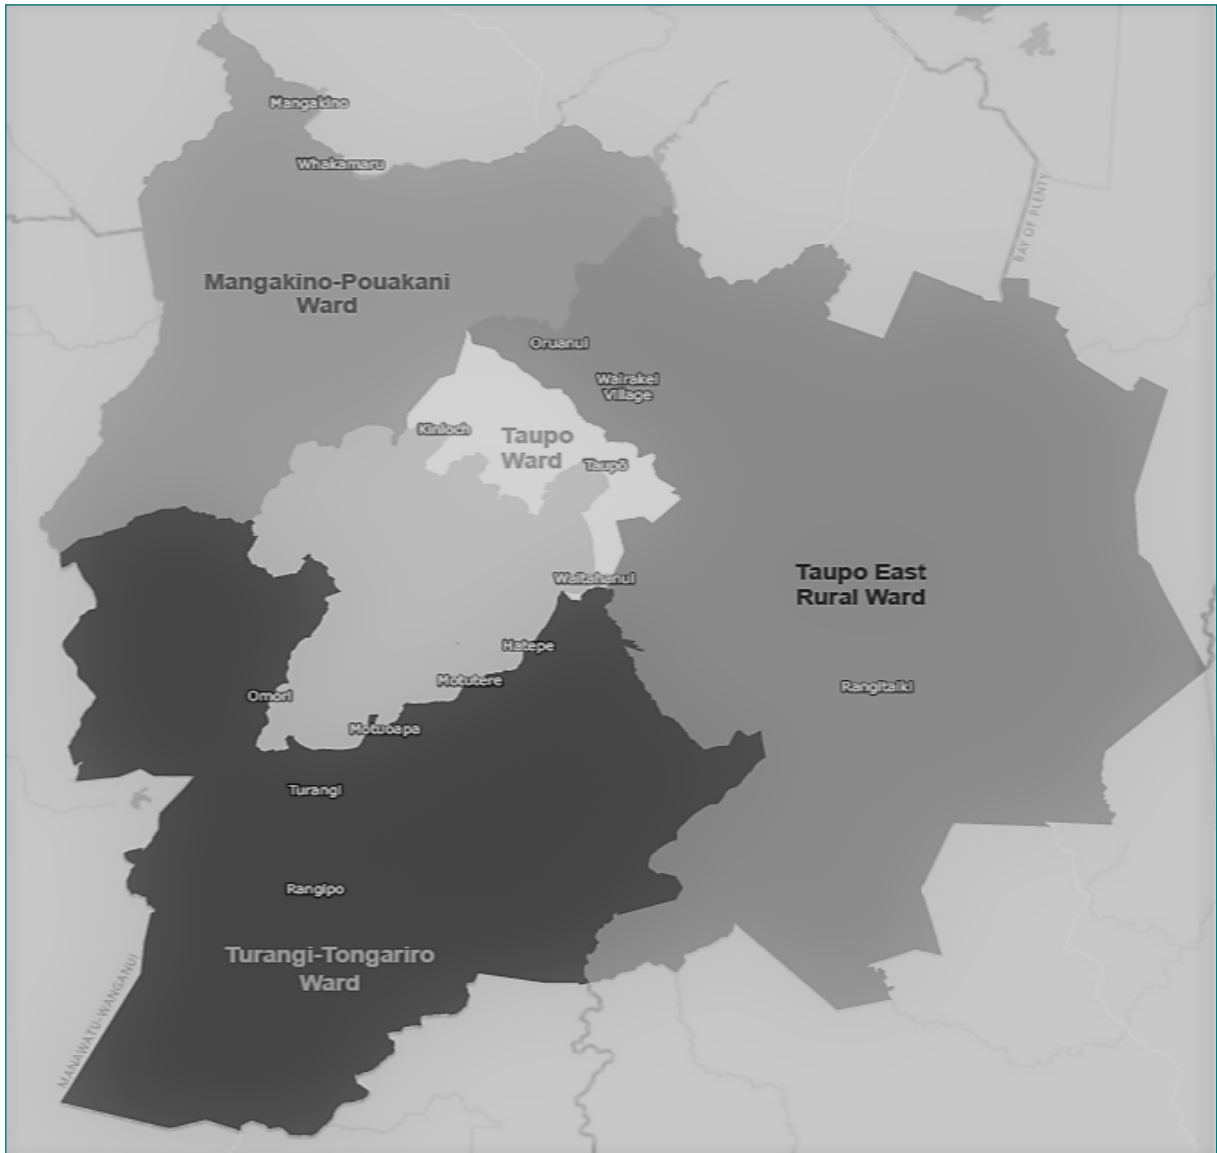 Mangakino
Whakamaru
BAY OF PLENTY
Mangakino-Pouakani
Ward
Oruanui
Wairakei
Village
Kinloch
Taupo
Ward
Taupō
Taupo East
Rural Ward
Waitahanui
Hatepe
Motutere
Rangitaiki
Omori
Motuoapa
Turangi
Rangipo
Turangi-Tongariro
Ward
MANAWATU-WANGANUI